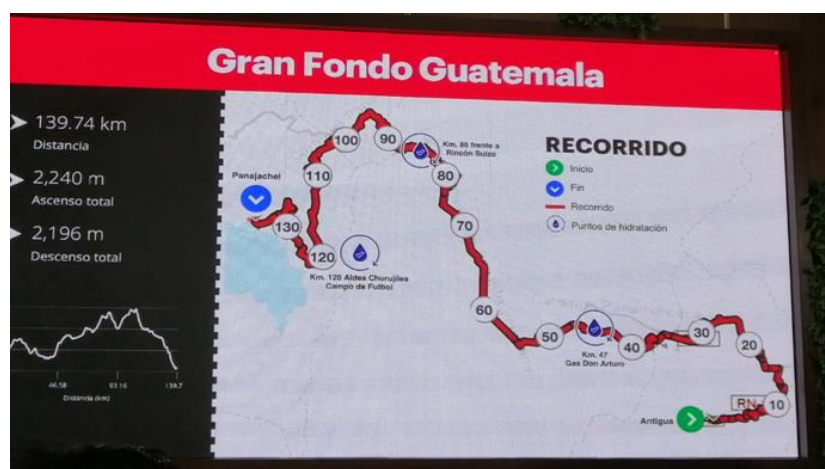 Gran Fondo Guatemala
139.74 km
Distancia
2,240 m
Ascenso total
2,196 m
Descenso total
46.58 93.16 139.7
Distancia (km)
RECORRIDO
Inicio
Fin
Recorrido
Puntos de hidratación
100
90
Km. 86 frente a
Rincón Suizo
110
80
Panajachel
130
70
120
Km. 120 Aldea Churujiles
Campo de Futbol
60
50
40
30
20
Km. 47
Gas Don Arturo
RN
10
Antigua